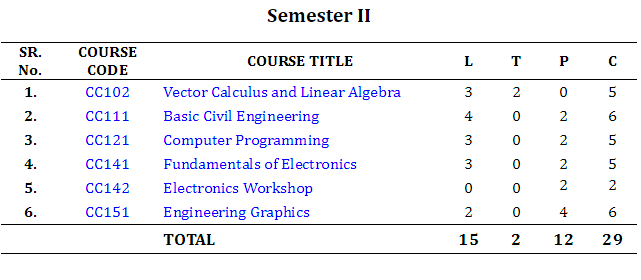 Semester II
SR. No. COURSE CODE COURSE TITLE L T P C
1. CC102 Vector Calculus and Linear Algebra 3 2 0 5
2. CC111 Basic Civil Engineering 4 0 2 6
3. CC121 Computer Programming 3 0 2 5
4. CC141 Fundamentals of Electronics 3 0 2 5
5. CC142 Electronics Workshop 0 0 2 2
6. CC151 Engineering Graphics 2 0 4 6
TOTAL 15 2 12 29